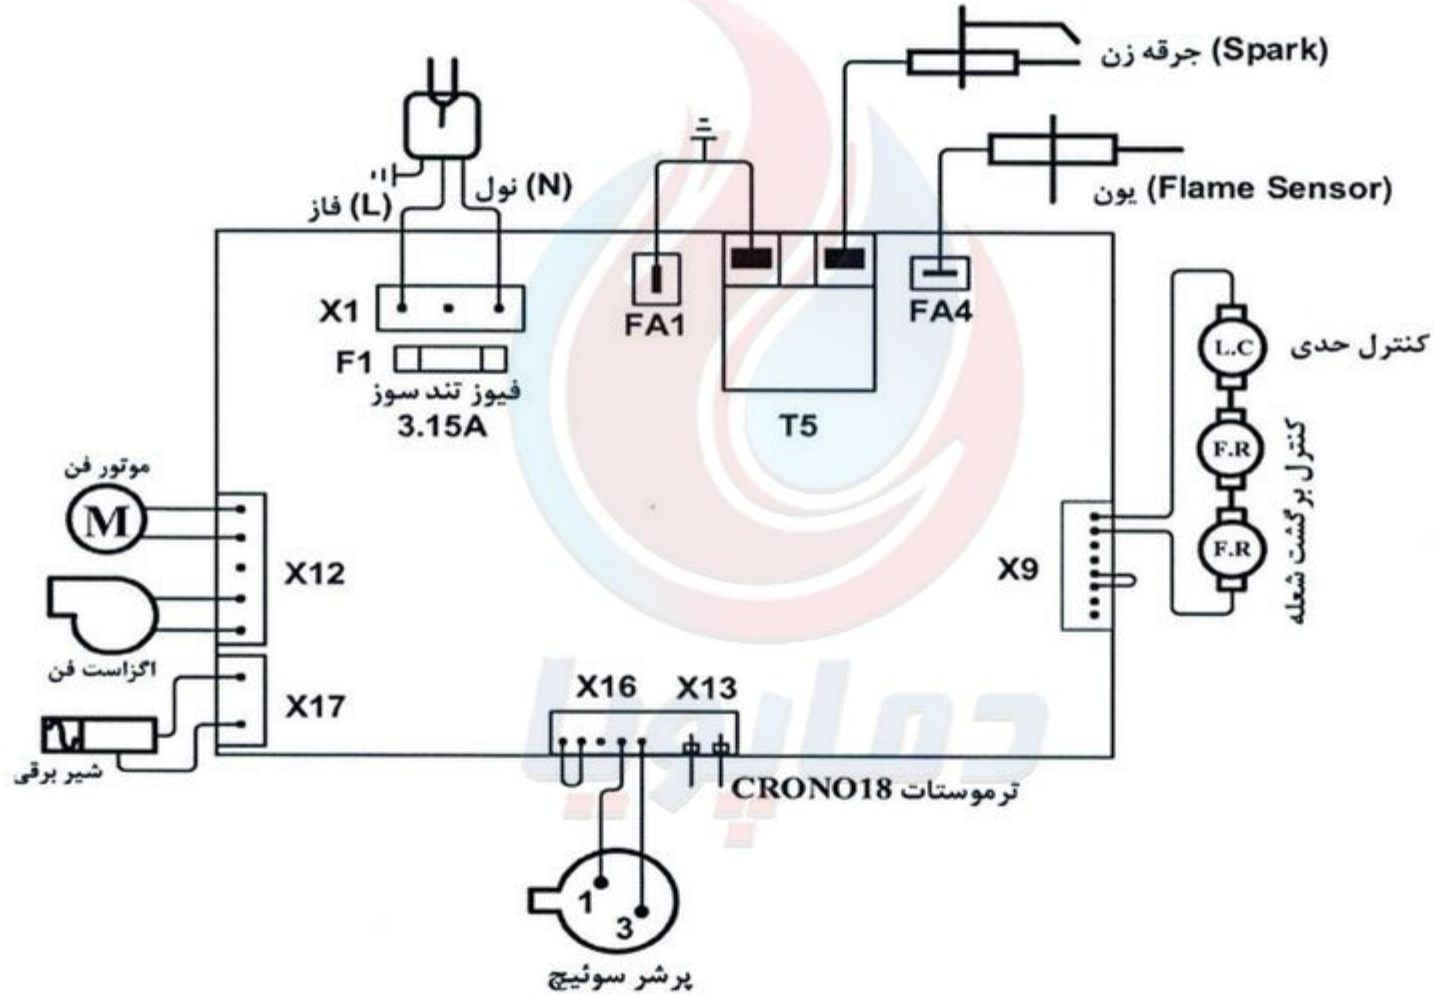 جرقه زن (Spark)
یون (Flame Sensor)
فاز (L)
نول (N)
X1
F1
فیوز تند سوز
3.15A
FA1
T5
FA4
L.C
کنترل حدی
F.R
F.R
کنترل برگشت شعله
X9
موتور فن
M
X12
اگزاست فن
X17
شیر برقی
X16
X13
ترموستات CRONO18
1
3
پرشر سوئیچ
دماپویا